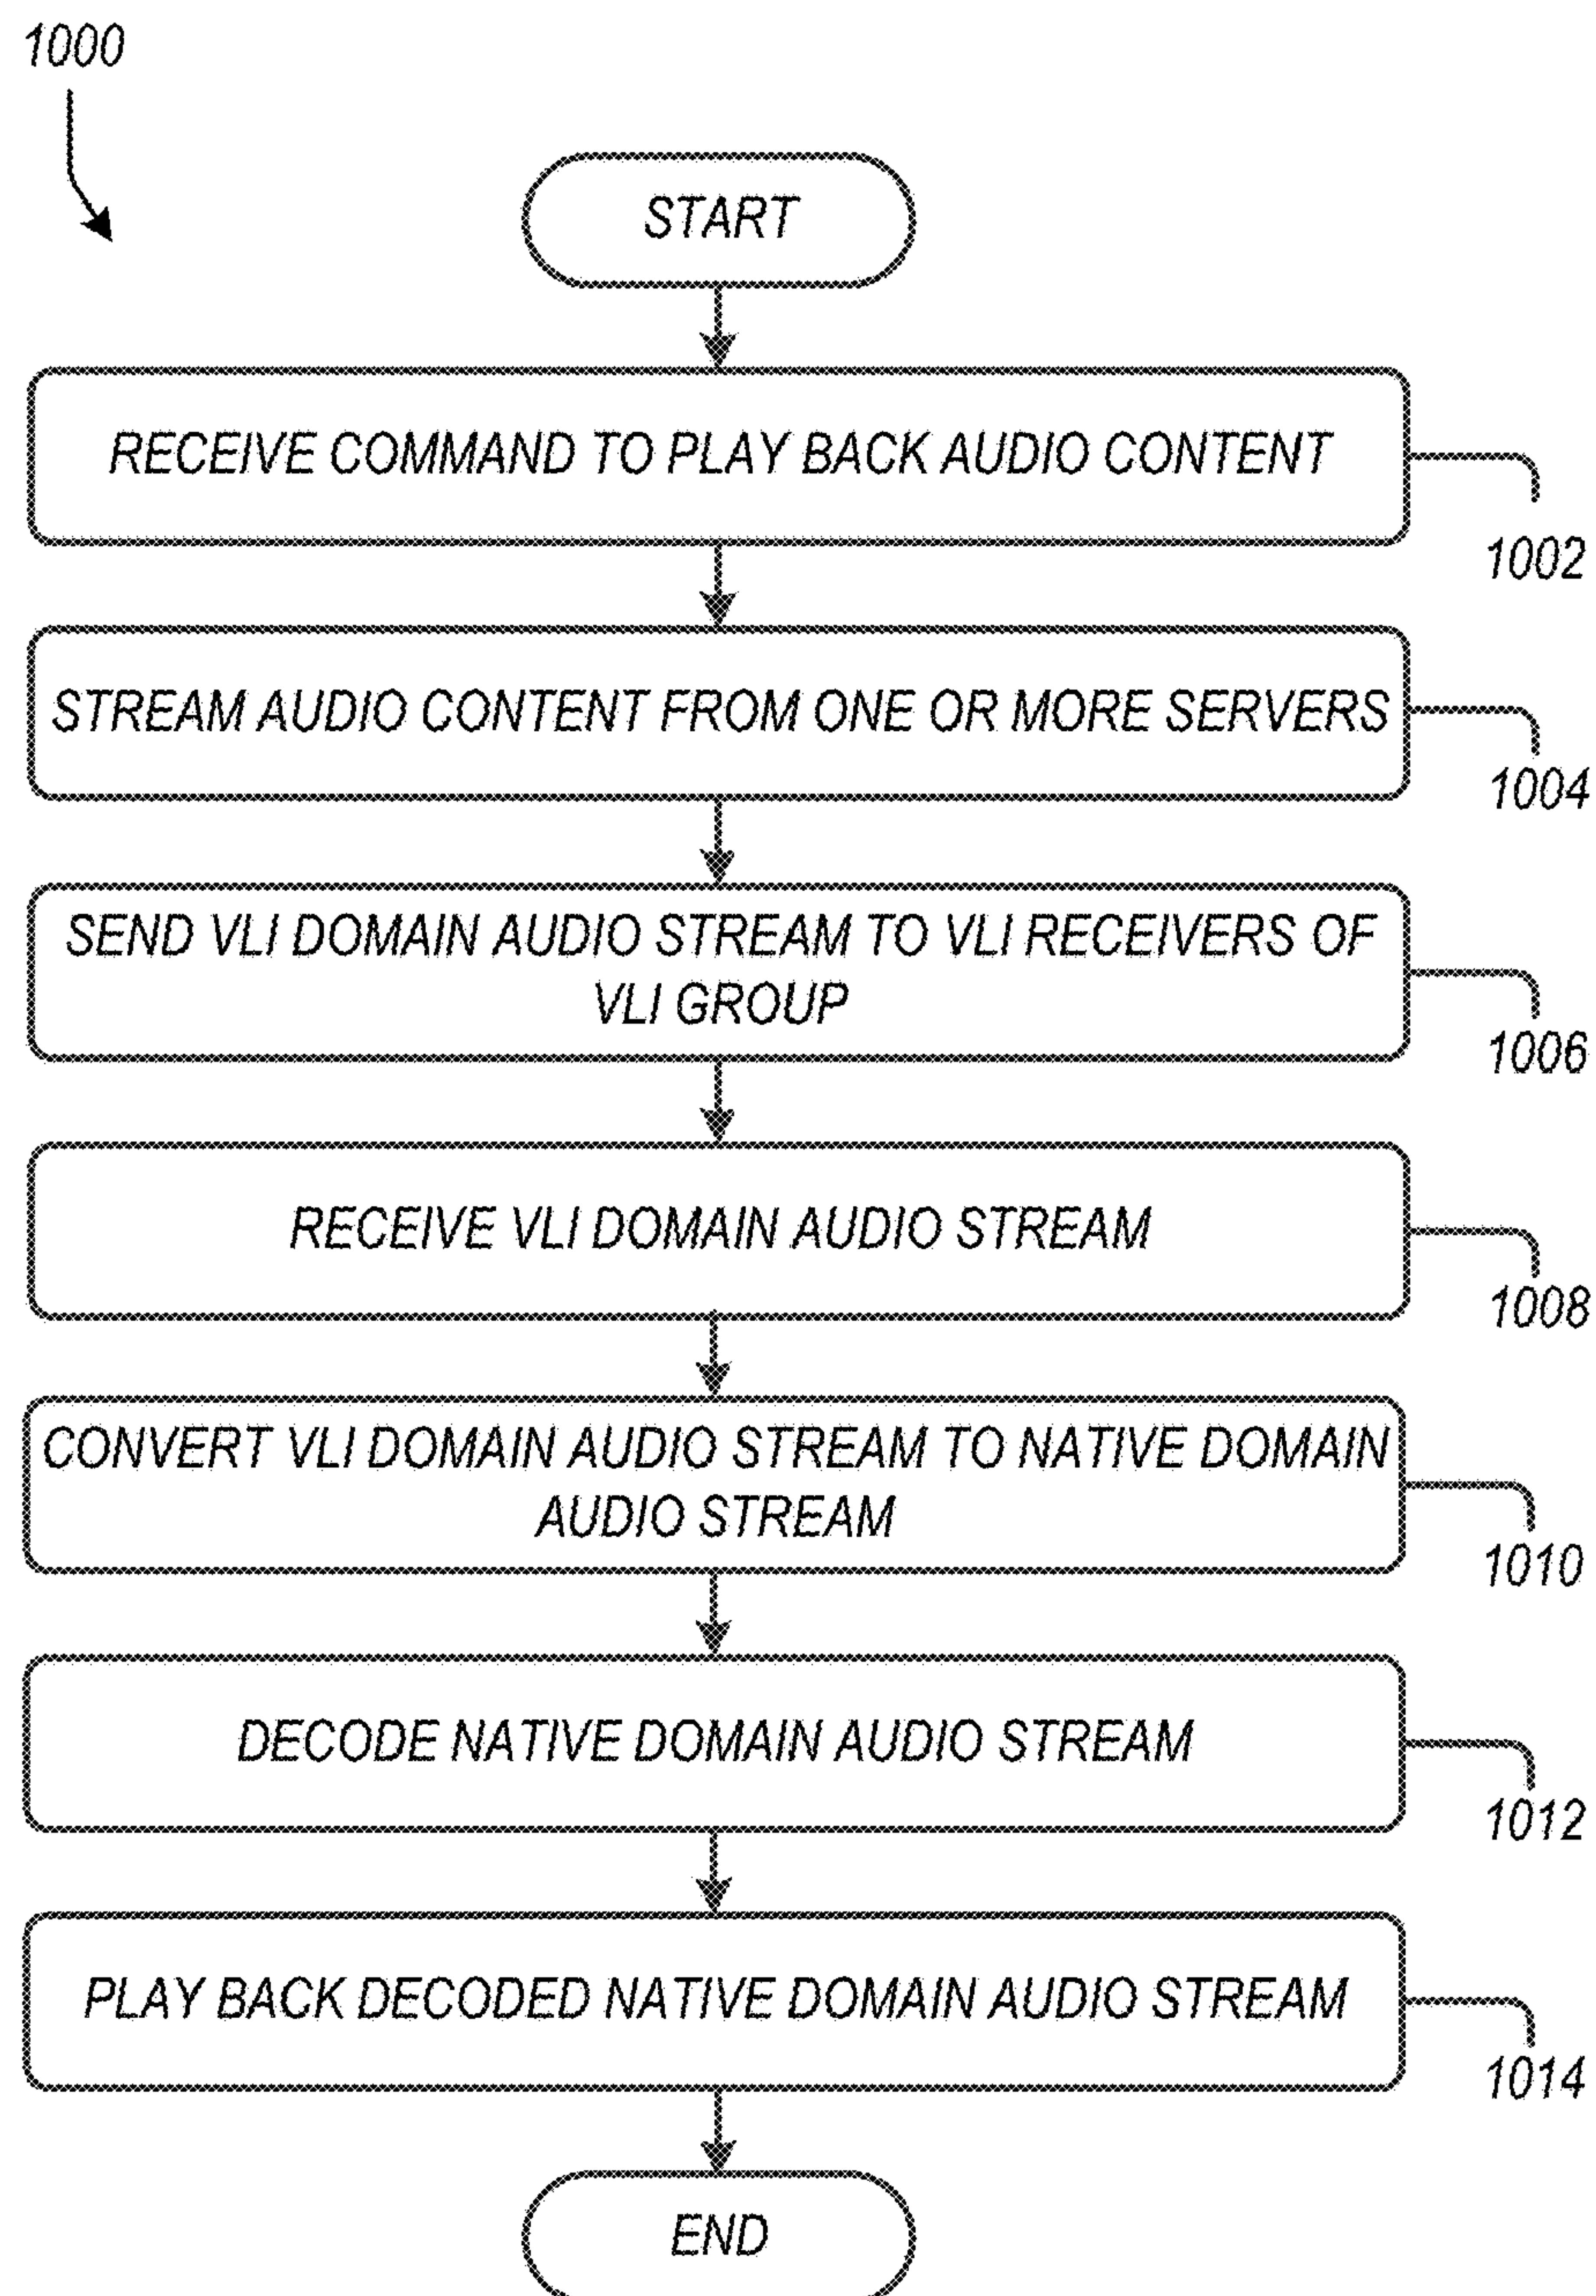 1000
START
RECEIVE COMMAND TO PLAY BACK AUDIO CONTENT
1002
STREAM AUDIO CONTENT FROM ONE OR MORE SERVERS
1004
SEND VLI DOMAIN AUDIO STREAM TO VLI RECEIVERS OF
VLI GROUP
1006
RECEIVE VLI DOMAIN AUDIO STREAM
1008
CONVERT VLI DOMAIN AUDIO STREAM TO NATIVE DOMAIN
AUDIO STREAM
1010
DECODE NATIVE DOMAIN AUDIO STREAM
1012
PLAY BACK DECODED NATIVE DOMAIN AUDIO STREAM
1014
END